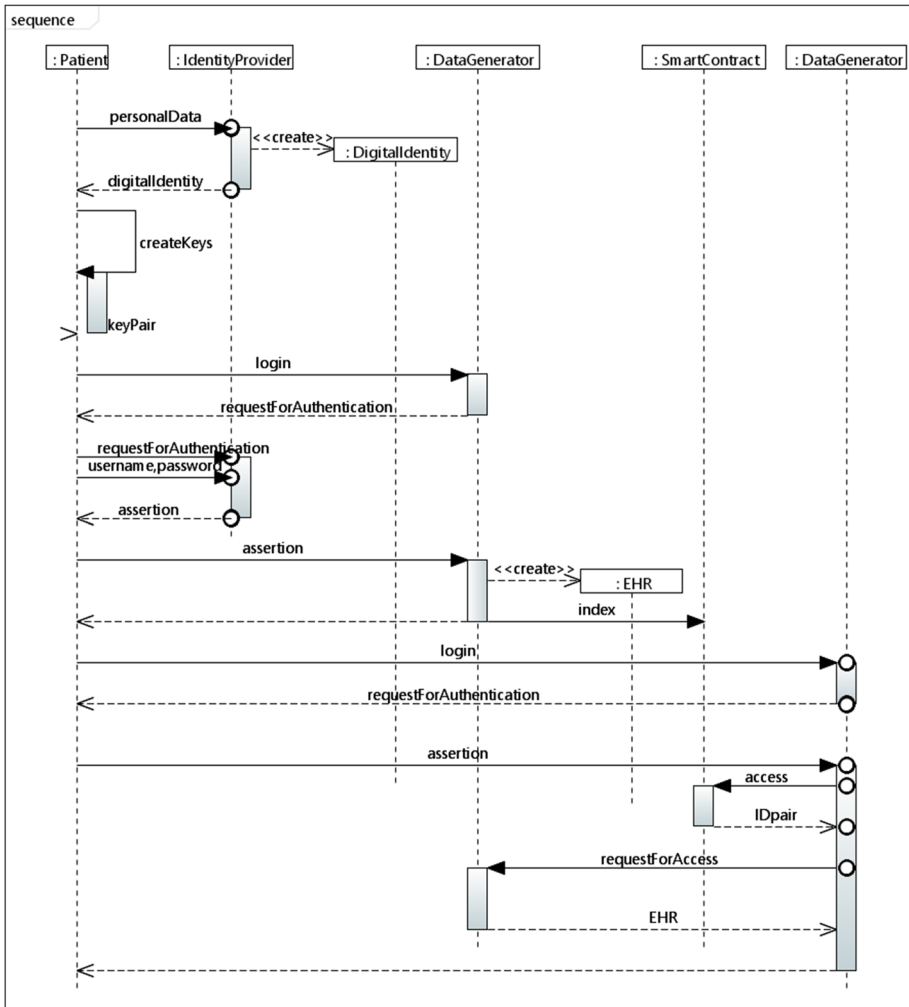 sequence
: Patient
: IdentityProvider
: DataGenerator
: SmartContract
: DataGenerator
personalData
<<create>>
: DigitalIdentity
digitalIdentity
createKeys
keyPair
login
requestForAuthentication
requestForAuthentication
username,password
assertion
assertion
<<create>>
: EHR
index
login
requestForAuthentication
assertion
access
IDpair
requestForAccess
EHR